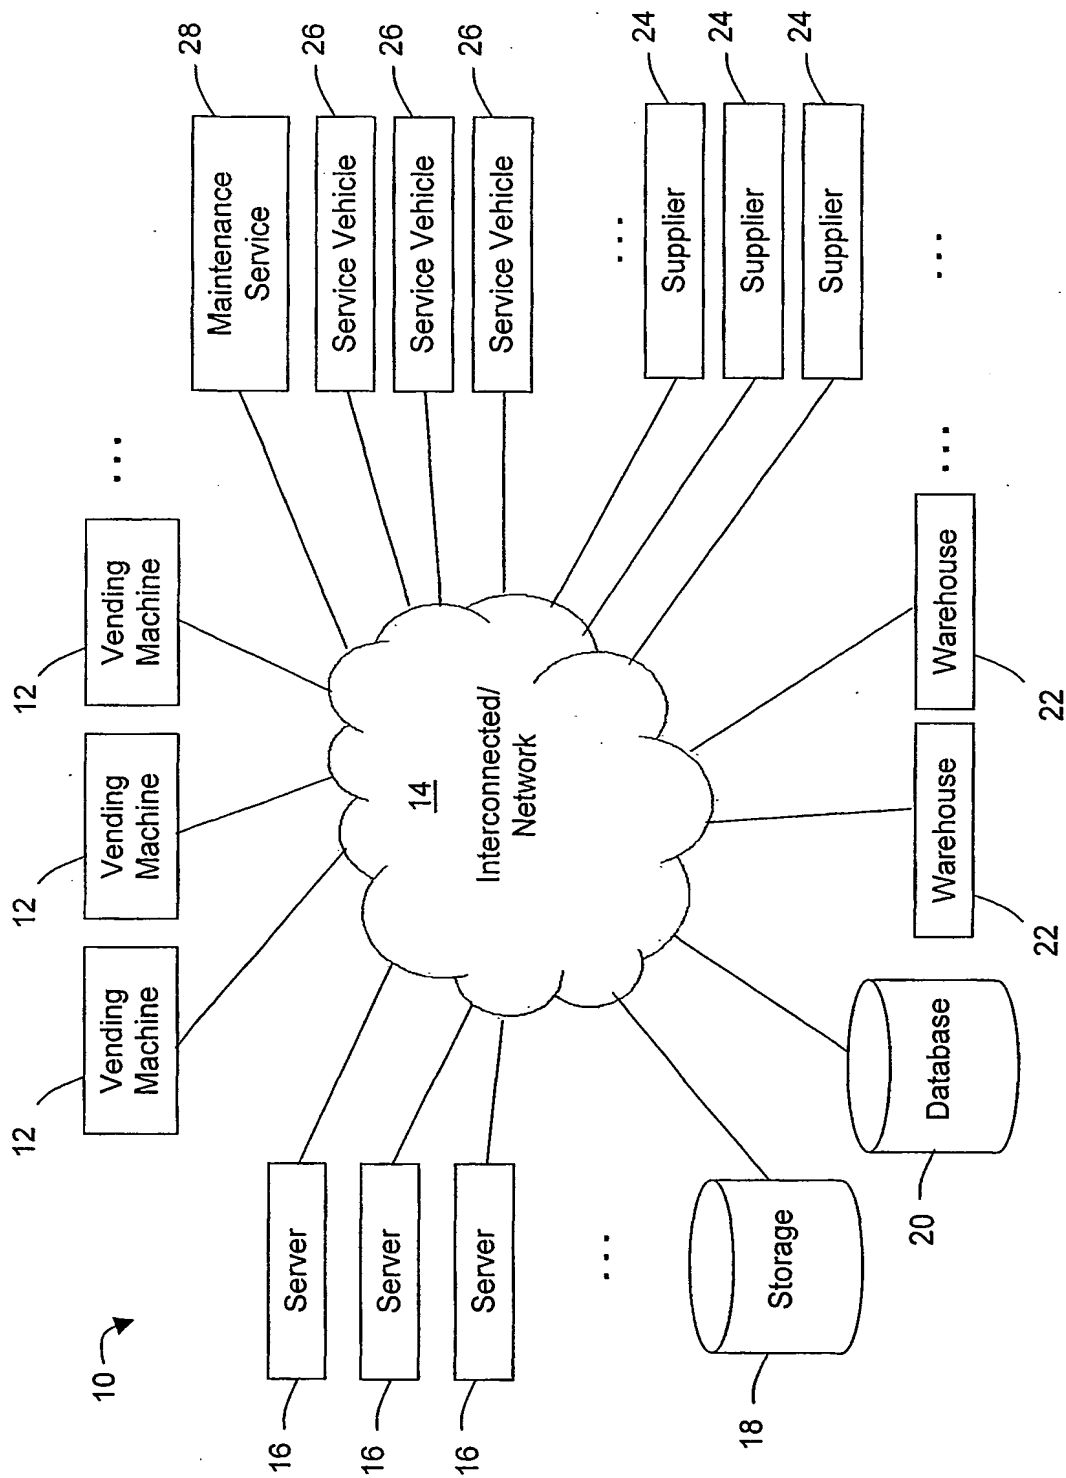 10
12
12
12
Vending
Machine
Vending
Machine
Vending
Machine
...
28
Maintenance
Service
26
Service Vehicle
26
Service Vehicle
26
Service Vehicle
...
24
Supplier
24
Supplier
24
Supplier
...
16
Server
16
Server
16
Server
...
14
Interconnected/
Network
18
Storage
20
Database
Warehouse
22
Warehouse
22
...